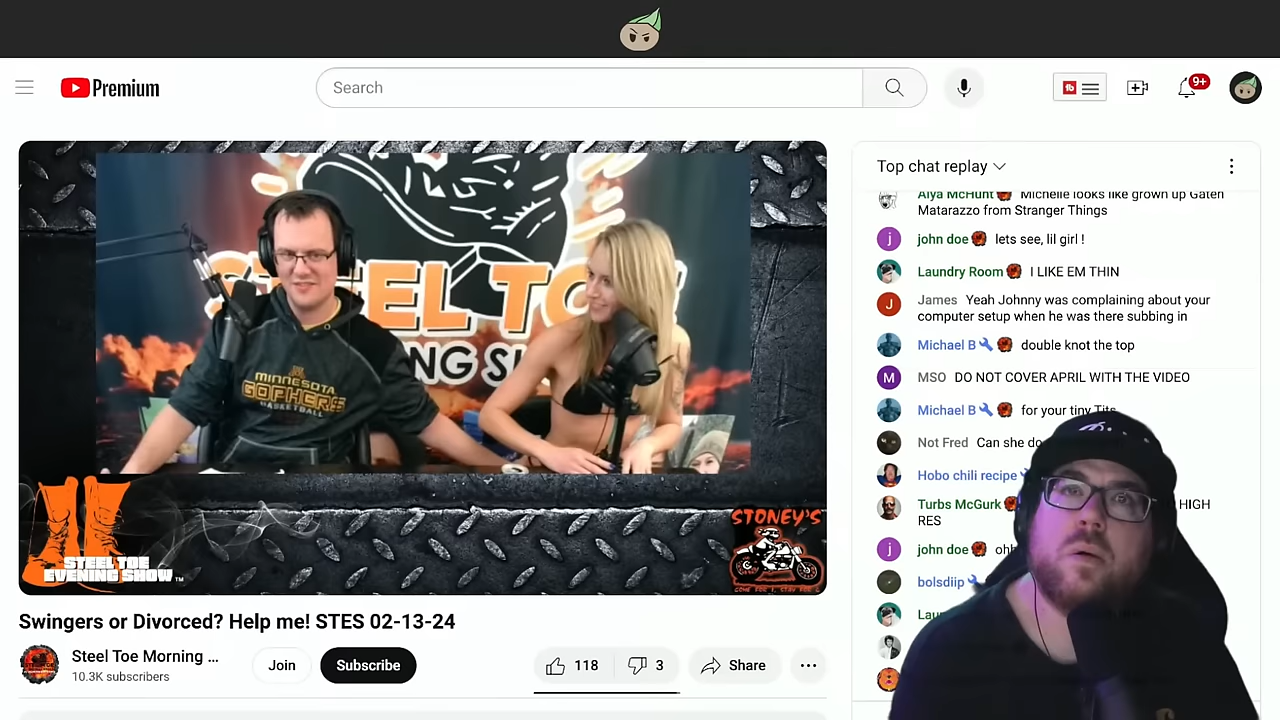 Premium
Search
9+
STEEL TOE
NG S
MINNESOTA
GOPHERS
BASKETBALL
STEEL TOE
EVENING SHOW
STONEY'S
Swingers or Divorced? Help me! STES 02-13-24
Steel Toe Morning ...
10.3K subscribers
Join
Subscribe
118
3
Share
Top chat replay
Alya McHunt Michelle looks like grown up Gaten
Matarazzo from Stranger Things
john doe lets see, lil girl !
Laundry Room I LIKE EM THIN
James Yeah Johnny was complaining about your
computer setup when he was there subbing in
Michael B double knot the top
MSO DO NOT COVER APRIL WITH THE VIDEO
Michael B for your tiny Tits
Not Fred Can she do
Hobo chili recipe
Turbs McGurk HIGH
RES
john doe ohh
bolsdiip